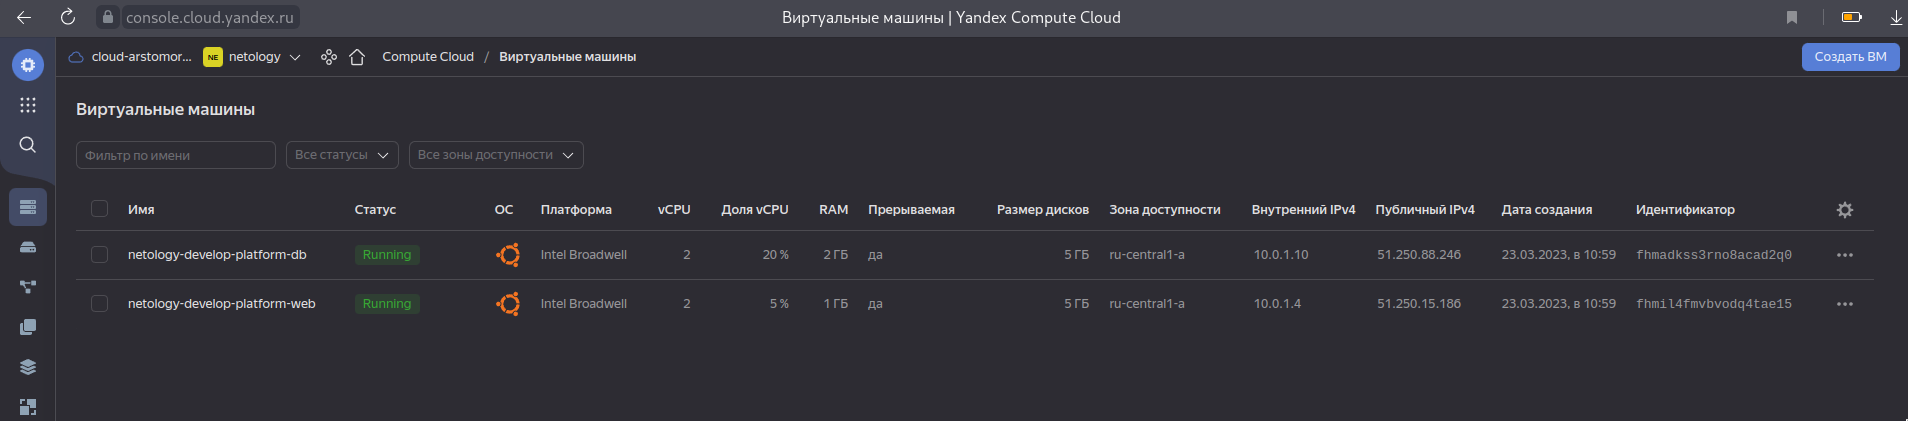 console.cloud.yandex.ru Виртуальные машины | Yandex Compute Cloud
cloud-arstomor... NE netology Compute Cloud / Виртуальные машины Создать ВМ
Виртуальные машины
Фильтр по имени Все статусы Все зоны доступности
Имя Статус ОС Платформа vCPU Доля vCPU RAM Прерываемая Размер дисков Зона доступности Внутренний IPv4 Публичный IPv4 Дата создания Идентификатор
netology-develop-platform-db Running Intel Broadwell 2 20 % 2 ГБ да 5 ГБ ru-central1-a 10.0.1.10 51.250.88.246 23.03.2023, в 10:59 fhmadkss3rno8acad2q0
netology-develop-platform-web Running Intel Broadwell 2 5 % 1 ГБ да 5 ГБ ru-central1-a 10.0.1.4 51.250.15.186 23.03.2023, в 10:59 fhmil4fmvbvodq4tae15